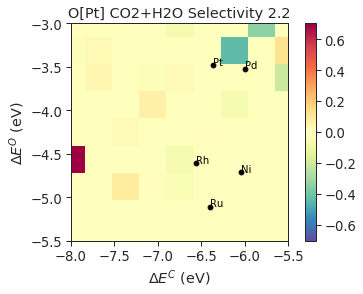 O[Pt] CO2+H2O Selectivity 2.2
−3.0
−3.5
−4.0
−4.5
−5.0
−5.5
ΔE^O (eV)
Pt
Pd
Rh
Ni
Ru
−8.0 −7.5 −7.0 −6.5 −6.0 −5.5
ΔE^C (eV)
0.6
0.4
0.2
0.0
−0.2
−0.4
−0.6